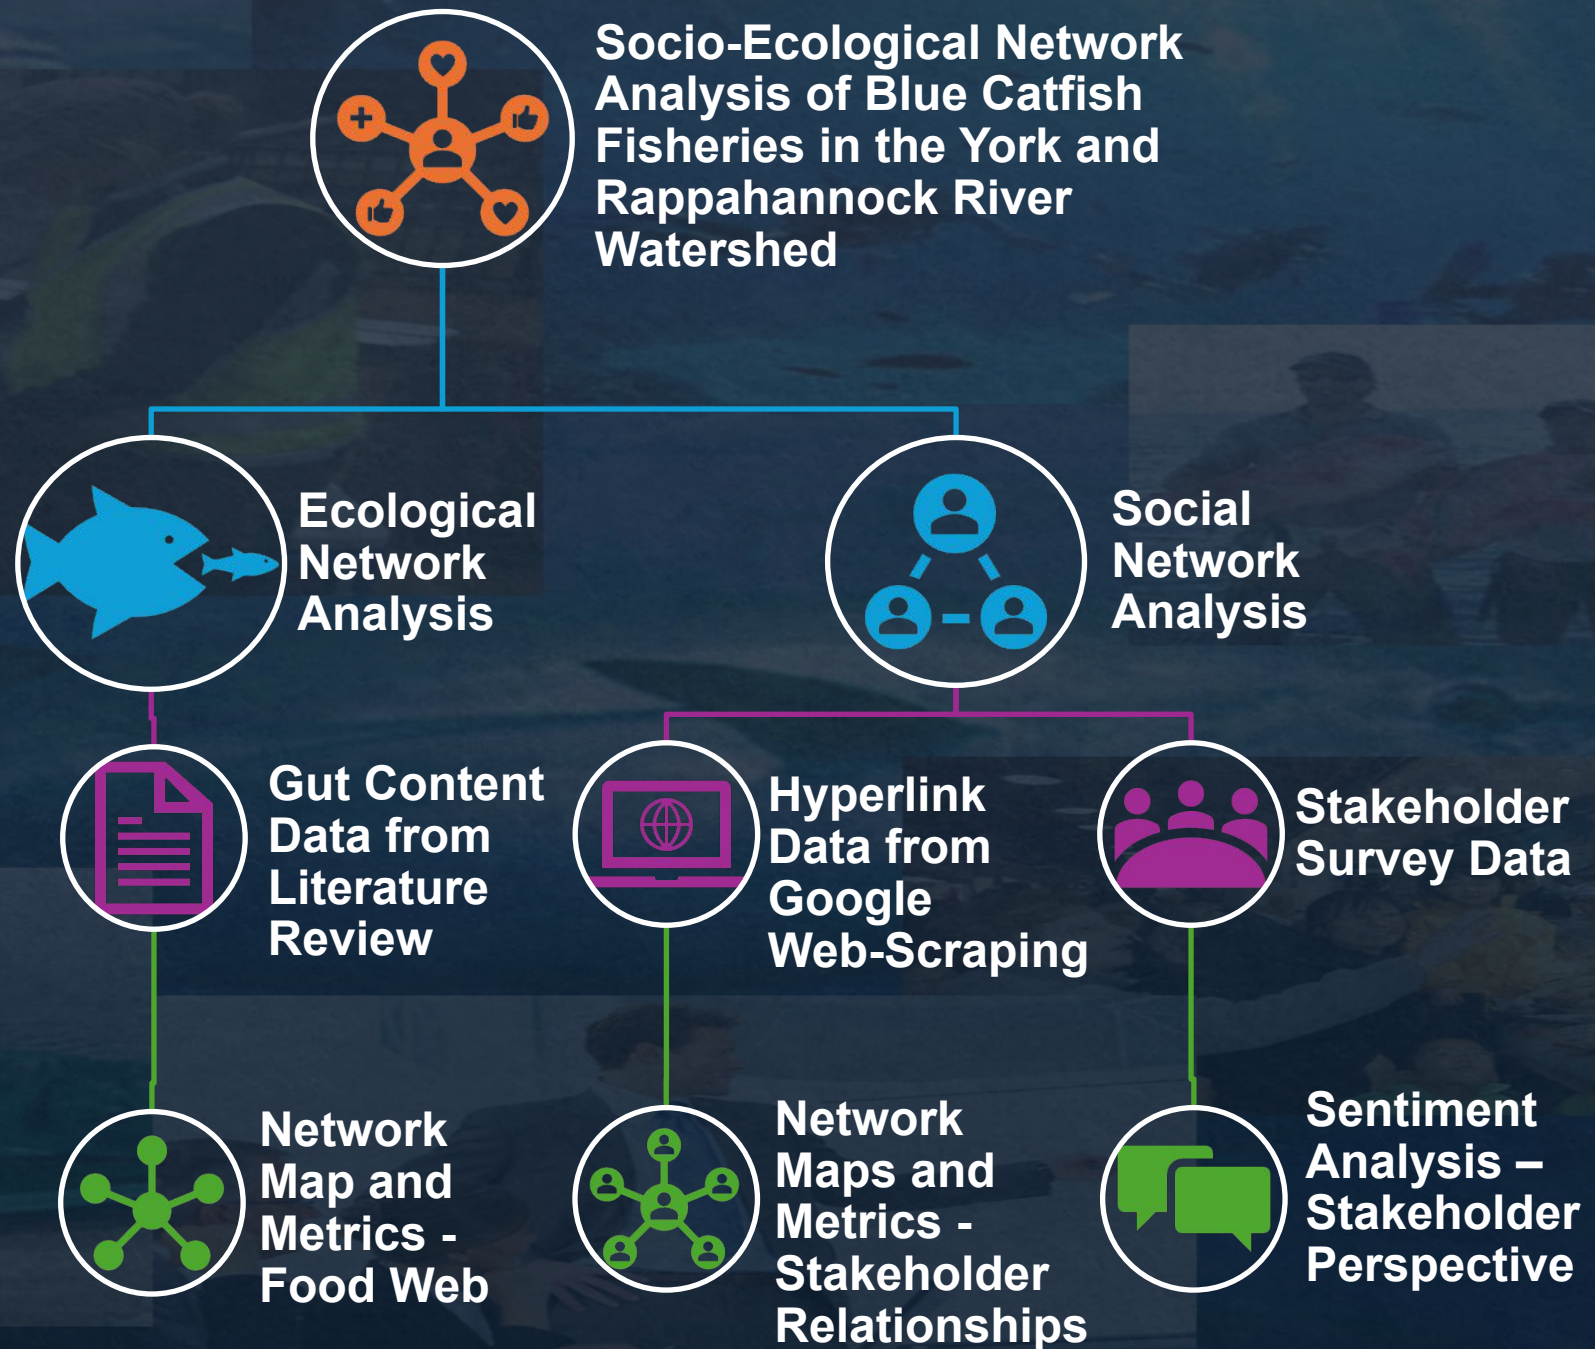 Socio-Ecological Network
Analysis of Blue Catfish
Fisheries in the York and
Rappahannock River
Watershed
Ecological
Network
Analysis
Social
Network
Analysis
Gut Content
Data from
Literature
Review
Hyperlink
Data from
Google
Web-Scraping
Stakeholder
Survey Data
Network
Map and
Metrics -
Food Web
Network
Maps and
Metrics -
Stakeholder
Relationships
Sentiment
Analysis –
Stakeholder
Perspective